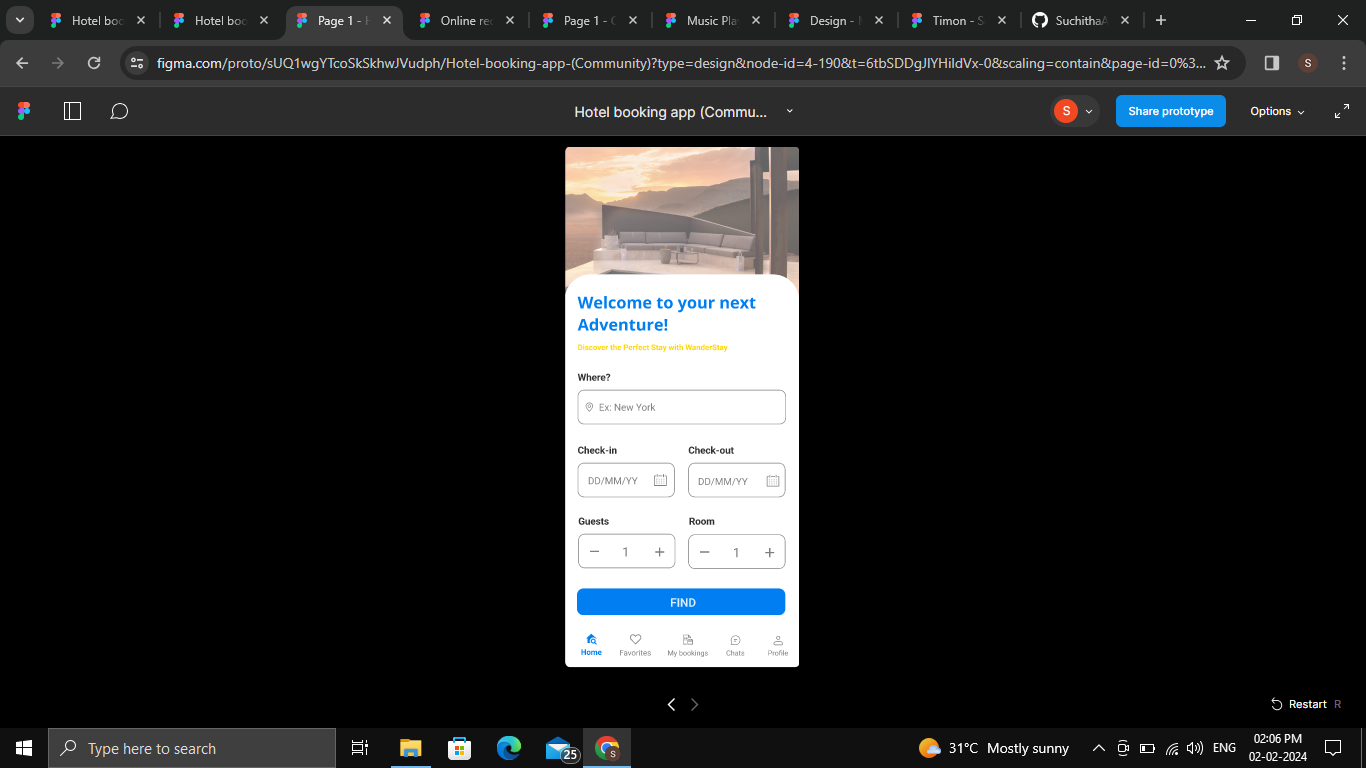 Hotel boo
Hotel boo
Page 1 - H
Online rec
Page 1 - C
Music Pla
Design -
Timon - S
SuchithaA
figma.com/proto/sUQ1wgYTcoSkSkhwJVudph/Hotel-booking-app-(Community)?type=design&node-id=4-190&t=6tbSDDgJlYHiIdVx-0&scaling=contain&page-id=0%3...
S
Hotel booking app (Commu...
S
Share prototype
Options
Welcome to your next
Adventure!
Discover the Perfect Stay with WanderStay
Where?
Ex: New York
Check-in
Check-out
DD/MM/YY
DD/MM/YY
Guests
Room
1
1
FIND
Home
Favorites
My bookings
Chats
Profile
Restart R
Type here to search
25
S
31°C Mostly sunny
ENG
02:06 PM
02-02-2024